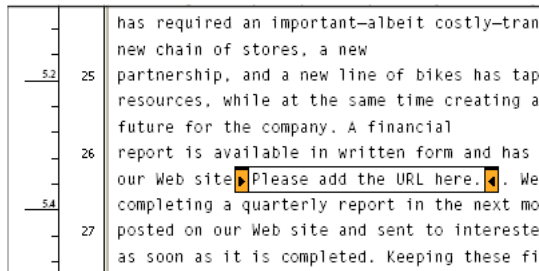 has required an important—albeit costly—tran
new chain of stores, a new
5.2 25 partnership, and a new line of bikes has tap
resources, while at the same time creating a
future for the company. A financial
26 report is available in written form and has
our Web site Please add the URL here. . We
5.4 completing a quarterly report in the next mo
27 posted on our Web site and sent to intereste
as soon as it is completed. Keeping these fi